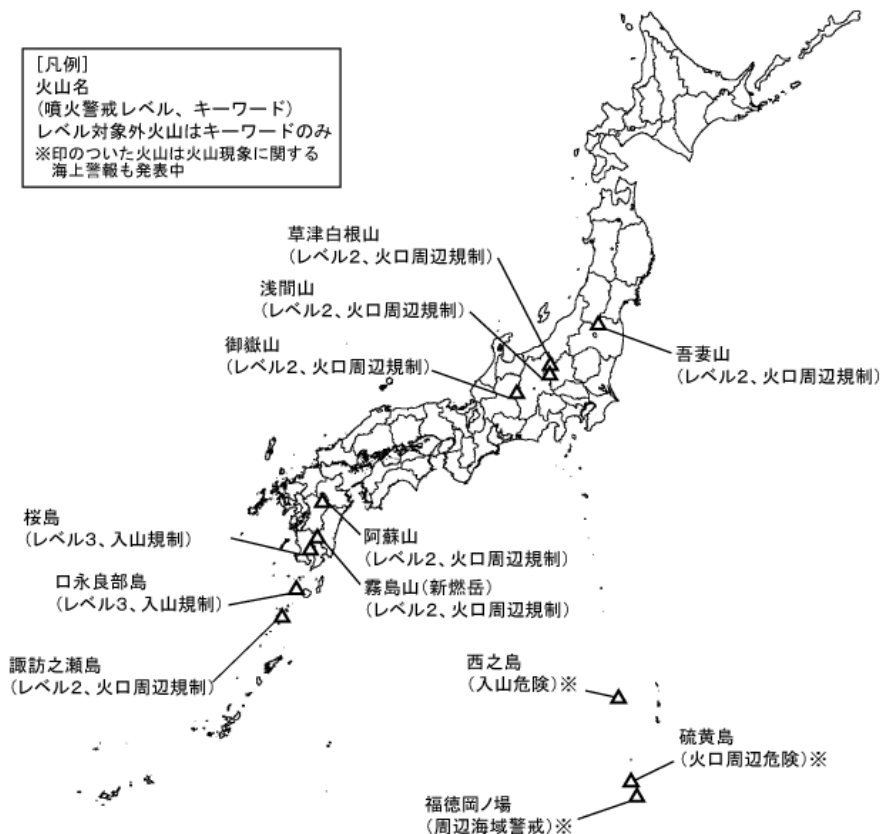 [凡例]
火山名
(噴火警戒レベル、キーワード)
レベル対象外火山はキーワードのみ
※印のついた火山は火山現象に関する
海上警報も発表中
草津白根山
(レベル2、火口周辺規制)
浅間山
(レベル2、火口周辺規制)
御嶽山
(レベル2、火口周辺規制)
吾妻山
(レベル2、火口周辺規制)
桜島
(レベル3、入山規制)
阿蘇山
(レベル2、火口周辺規制)
口永良部島
(レベル3、入山規制)
霧島山(新燃岳)
(レベル2、火口周辺規制)
諏訪之瀬島
(レベル2、火口周辺規制)
西之島
(入山危険)※
硫黄島
(火口周辺危険)※
福徳岡ノ場
(周辺海域警戒)※